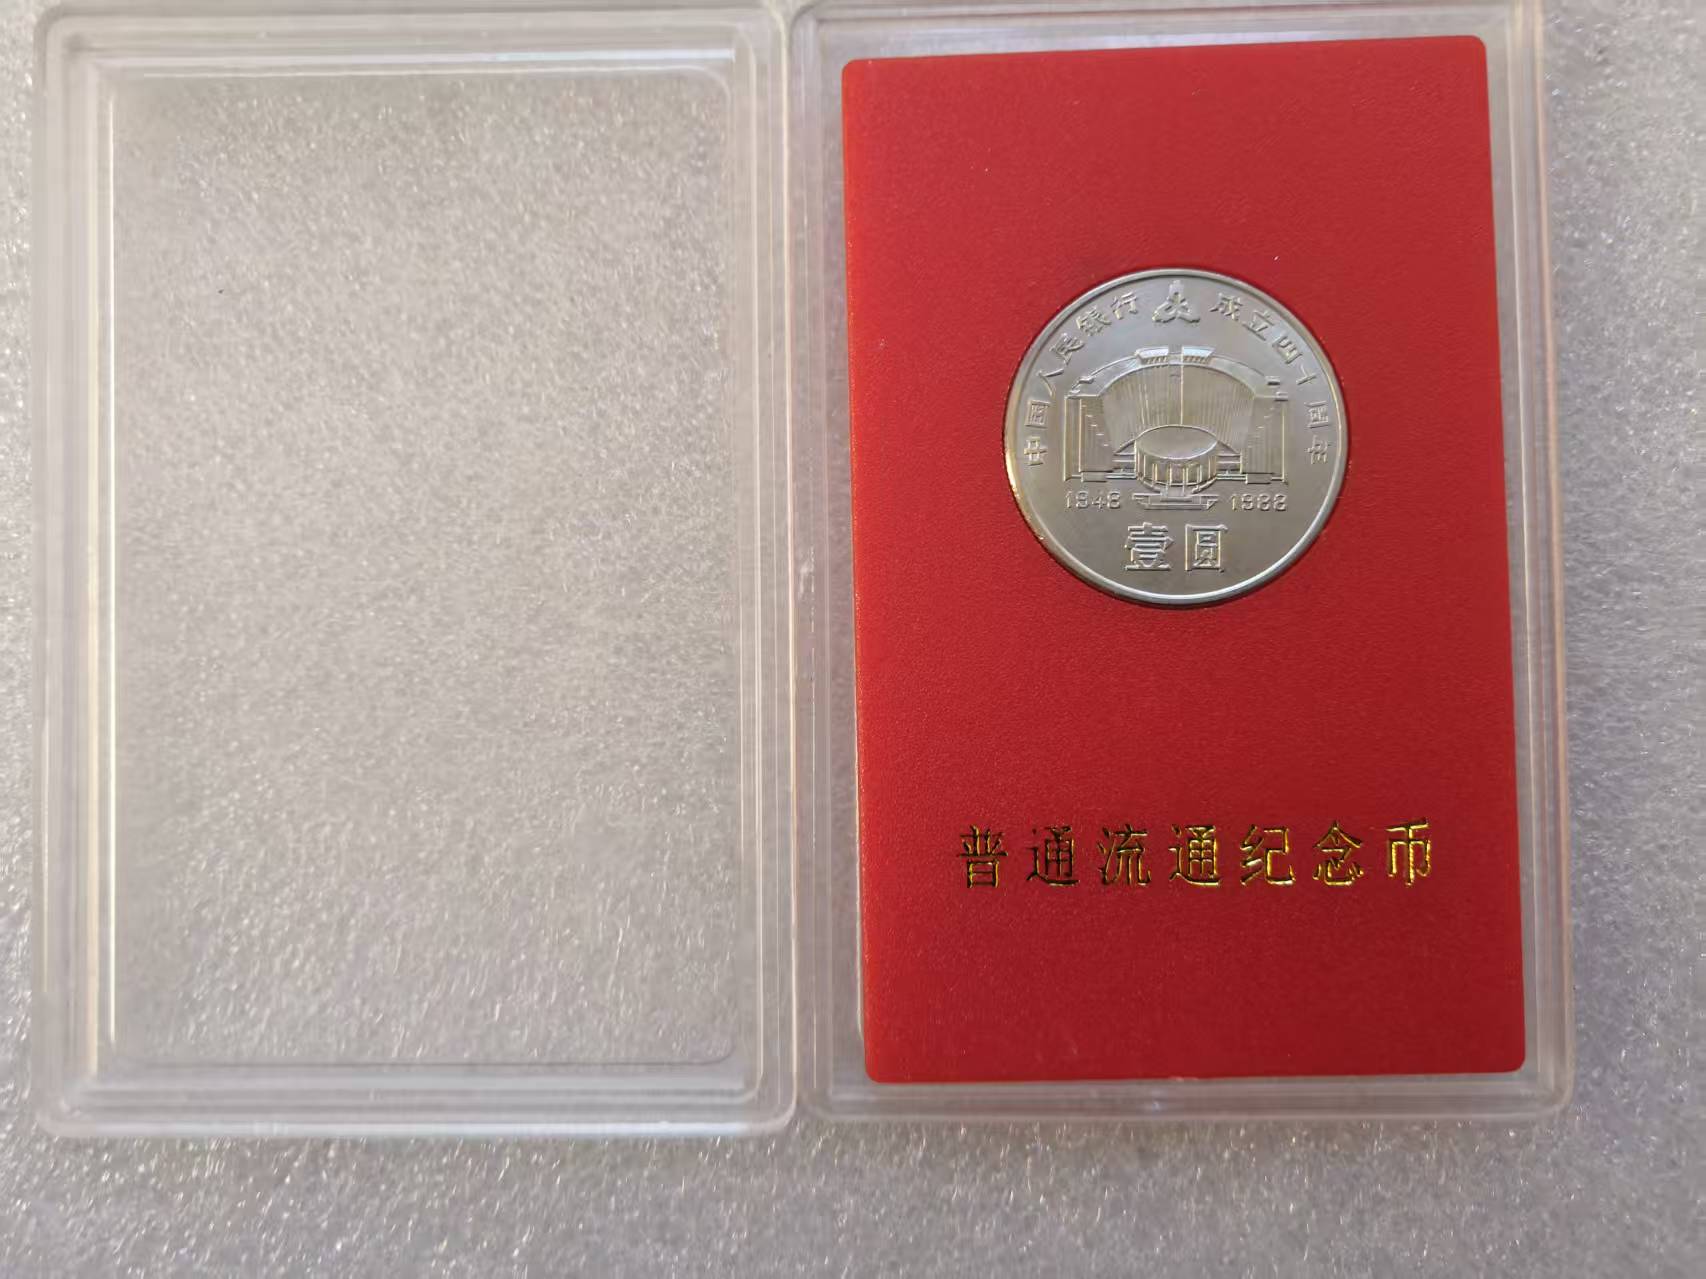 中国人民银行 成立四十周年
1948 1988
壹圆
普通流通纪念币